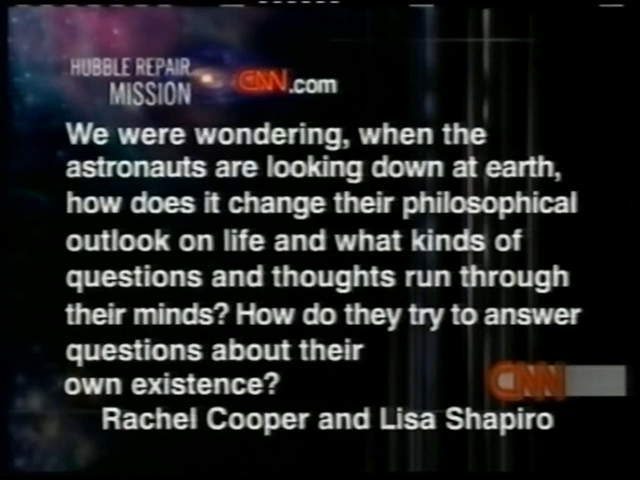 HUBBLE REPAIR
MISSION
CNN.com
We were wondering, when the
astronauts are looking down at earth,
how does it change their philosophical
outlook on life and what kinds of
questions and thoughts run through
their minds? How do they try to answer
questions about their
own existence?
CNN
Rachel Cooper and Lisa Shapiro